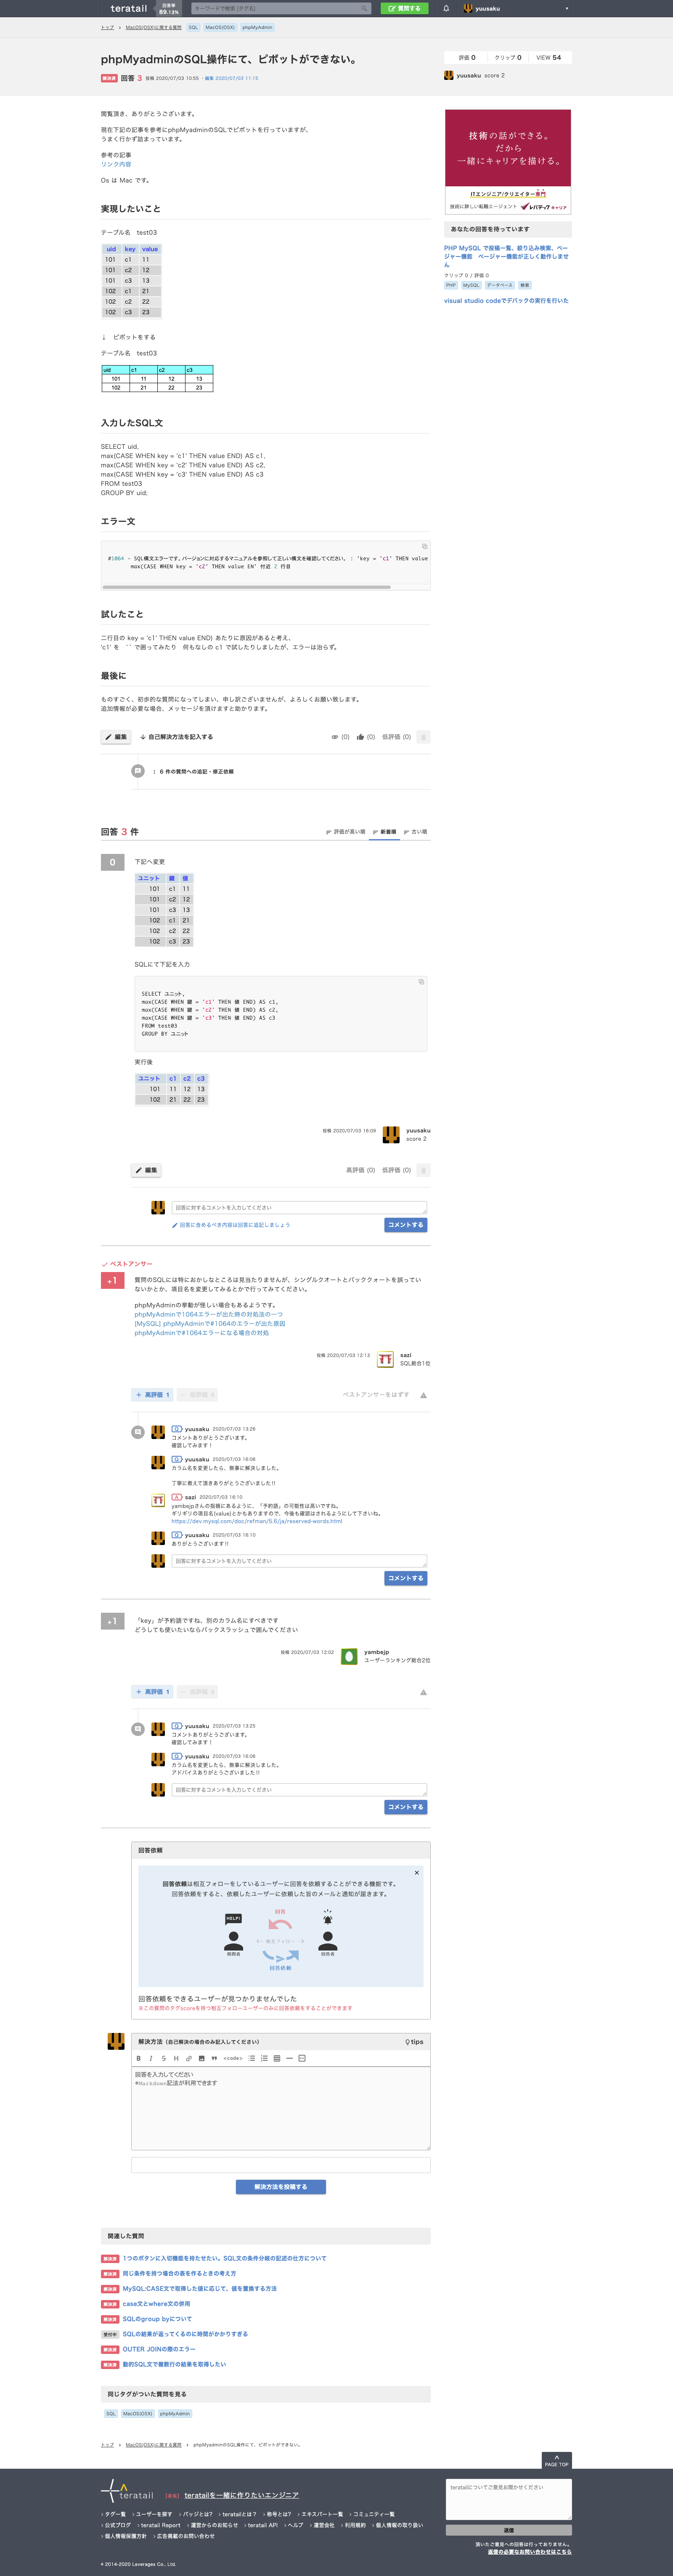 teratail
回答率
89.13%
キーワードで検索 [タグ名]
質問する
yuusaku
トップ
MacOS(OSX)に関する質問
SQL
MacOS(OSX)
phpMyAdmin
phpMyadminのSQL操作にて、ピボットができない。
解決済
回答 3
投稿 2020/07/03 10:55
・編集 2020/07/03 11:15
評価 0
クリップ 0
VIEW 54
yuusaku score 2
閲覧頂き、ありがとうございます。
現在下記の記事を参考にphpMyadminのSQLでピボットを行っていますが、
うまく行かず詰まっています。
参考の記事
リンク内容
Os は Mac です。
実現したいこと
テーブル名　test03
uid key value
101 c1 11
101 c2 12
101 c3 13
102 c1 21
102 c2 22
102 c3 23
↓　ピボットをする
テーブル名　test03
uid c1 c2 c3
101 11 12 13
102 21 22 23
入力したSQL文
SELECT uid,
max(CASE WHEN key = 'c1' THEN value END) AS c1,
max(CASE WHEN key = 'c2' THEN value END) AS c2,
max(CASE WHEN key = 'c3' THEN value END) AS c3
FROM test03
GROUP BY uid;
エラー文
#1064 - SQL構文エラーです。バージョンに対応するマニュアルを参照して正しい構文を確認してください。 : 'key = 'c1' THEN value
max(CASE WHEN key = 'c2' THEN value EN' 付近 2 行目
試したこと
二行目の key = 'c1' THEN value END) あたりに原因があると考え、
'c1' を　`` で囲ってみたり　何もなしの c1 で試したりしましたが、エラーは治らず。
最後に
ものすごく、初歩的な質問になってしまい、申し訳ございませんが、よろしくお願い致します。
追加情報が必要な場合、メッセージを頂けますと助かります。
編集
自己解決方法を記入する
(0)
(0)
低評価 (0)
6 件の質問への追記・修正依頼
技術の話ができる。
だから
一緒にキャリアを描ける。
ITエンジニア/クリエイター専門
技術に詳しい転職エージェント
レバテックキャリア
あなたの回答を待っています
PHP MySQL で投稿一覧、絞り込み検索、ページャー機能　ページャー機能が正しく動作しません
クリップ 0 / 評価 0
PHP
MySQL
データベース
検索
visual studio codeでデバックの実行を行いた
回答 3 件
評価が高い順
新着順
古い順
0
下記へ変更
ユニット 鍵 値
101 c1 11
101 c2 12
101 c3 13
102 c1 21
102 c2 22
102 c3 23
SQLにて下記を入力
SELECT ユニット,
max(CASE WHEN 鍵 = 'c1' THEN 値 END) AS c1,
max(CASE WHEN 鍵 = 'c2' THEN 値 END) AS c2,
max(CASE WHEN 鍵 = 'c3' THEN 値 END) AS c3
FROM test03
GROUP BY ユニット
実行後
ユニット c1 c2 c3
101 11 12 13
102 21 22 23
投稿 2020/07/03 16:09
yuusaku
score 2
編集
高評価 (0)
低評価 (0)
回答に対するコメントを入力してください
回答に含めるべき内容は回答に追記しましょう
コメントする
ベストアンサー
+1
質問のSQLには特におかしなところは見当たりませんが、シングルクオートとバッククォートを誤っていないかとか、項目名を変更してみるとかで行ってみてください。
phpMyAdminの挙動が怪しい場合もあるようです。
phpMyAdminで1064エラーが出た時の対処法の一つ
[MySQL] phpMyAdminで#1064のエラーが出た原因
phpMyAdminで#1064エラーになる場合の対処
投稿 2020/07/03 12:13
sazi
SQL総合1位
高評価 1
ベストアンサーをはずす
yuusaku 2020/07/03 13:26
コメントありがとうございます。
確認してみます！
yuusaku 2020/07/03 16:08
カラム名を変更したら、無事に解決しました。
丁寧に教えて頂きありがとうございました!!
sazi 2020/07/03 16:10
yambejpさんの指摘にあるように、「予約語」の可能性は高いですね。
ギリギリの項目名(value)とかもありますので、今後も確認はされるようにして下さいね。
https://dev.mysql.com/doc/refman/5.6/ja/reserved-words.html
yuusaku 2020/07/03 16:10
ありがとうございます!!
回答に対するコメントを入力してください
コメントする
+1
「key」が予約語ですね、別のカラム名にすべきです
どうしても使いたいならバックスラッシュで囲んでください
投稿 2020/07/03 12:02
yambejp
ユーザーランキング総合2位
高評価 1
yuusaku 2020/07/03 13:25
コメントありがとうございます。
確認してみます！
yuusaku 2020/07/03 16:08
カラム名を変更したら、無事に解決しました。
アドバイスありがとうございました!!
回答に対するコメントを入力してください
コメントする
回答依頼
回答依頼は相互フォローをしているユーザーに回答を依頼することができる機能です。
回答依頼をすると、依頼したユーザーに依頼した旨のメールと通知が届きます。
HELP!
回答
相互フォロー
質問者
回答者
回答依頼
回答依頼をできるユーザーが見つかりませんでした
※この質問のタグscoreを持つ相互フォローユーザーのみに回答依頼をすることができます
解決方法（自己解決の場合のみ記入してください）
tips
B I S H <code>
回答を入力してください
#Markdown記法が利用できます
解決方法を投稿する
関連した質問
解決済 1つのボタンに入切機能を持たせたい。SQL文の条件分岐の記述の仕方について
解決済 同じ条件を持つ場合の表を作るときの考え方
解決済 MySQL:CASE文で取得した値に応じて、値を置換する方法
解決済 case文とwhere文の併用
解決済 SQLのgroup byについて
受付中 SQLの結果が返ってくるのに時間がかかりすぎる
解決済 OUTER JOINの際のエラー
解決済 動的SQL文で複数行の結果を取得したい
同じタグがついた質問を見る
SQL
MacOS(OSX)
phpMyAdmin
トップ
MacOS(OSX)に関する質問
phpMyadminのSQL操作にて、ピボットができない。
PAGE TOP
teratail
【募集】
teratailを一緒に作りたいエンジニア
タグ一覧
ユーザーを探す
バッジとは?
teratailとは？
称号とは?
エキスパート一覧
コミュニティ一覧
公式ブログ
teratail Report
運営からのお知らせ
teratail API
ヘルプ
運営会社
利用規約
個人情報の取り扱い
個人情報保護方針
広告掲載のお問い合わせ
teratailについてご意見お聞かせください
送信
頂いたご意見への回答は行っておりません。
返信の必要なお問い合わせはこちら
© 2014-2020 Leverages Co., Ltd.